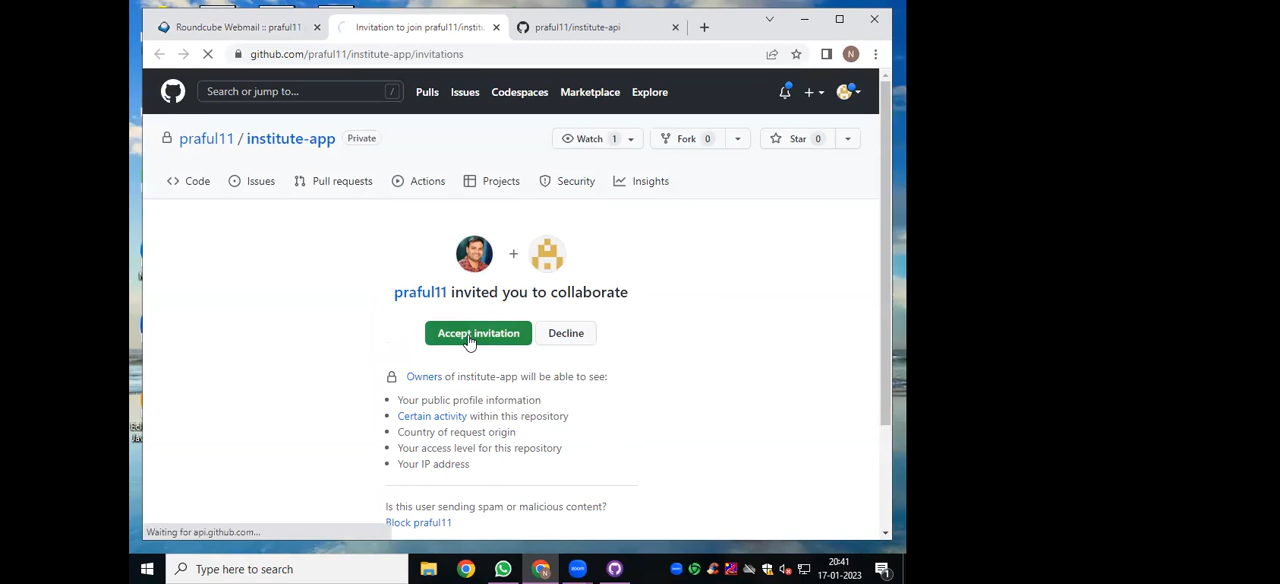 Roundcube Webmail :: praful11
Invitation to join praful11/institu
praful11/institute-api
github.com/praful11/institute-app/invitations
N
Search or jump to...
/
Pulls
Issues
Codespaces
Marketplace
Explore
praful11 / institute-app
Private
Watch 1
Fork 0
Star 0
Code
Issues
Pull requests
Actions
Projects
Security
Insights
praful11 invited you to collaborate
Accept invitation
Decline
Owners of institute-app will be able to see:
Your public profile information
Certain activity within this repository
Country of request origin
Your access level for this repository
Your IP address
Is this user sending spam or malicious content?
Block praful11
Waiting for api.github.com...
Type here to search
zoom
20:41
17-01-2023
1